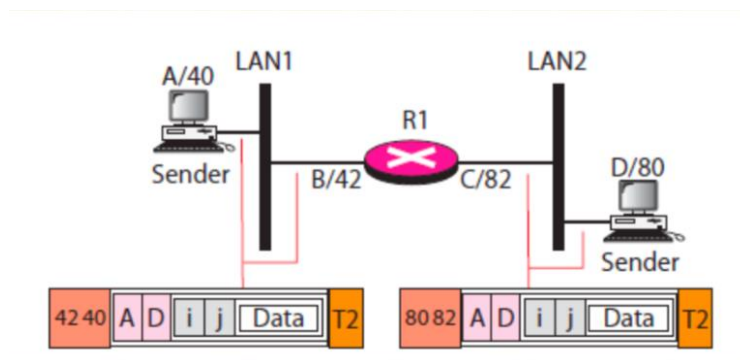 LAN1
LAN2
A/40
R1
Sender
B/42
C/82
D/80
Sender
42 40 A D i j Data T2
80 82 A D i j Data T2